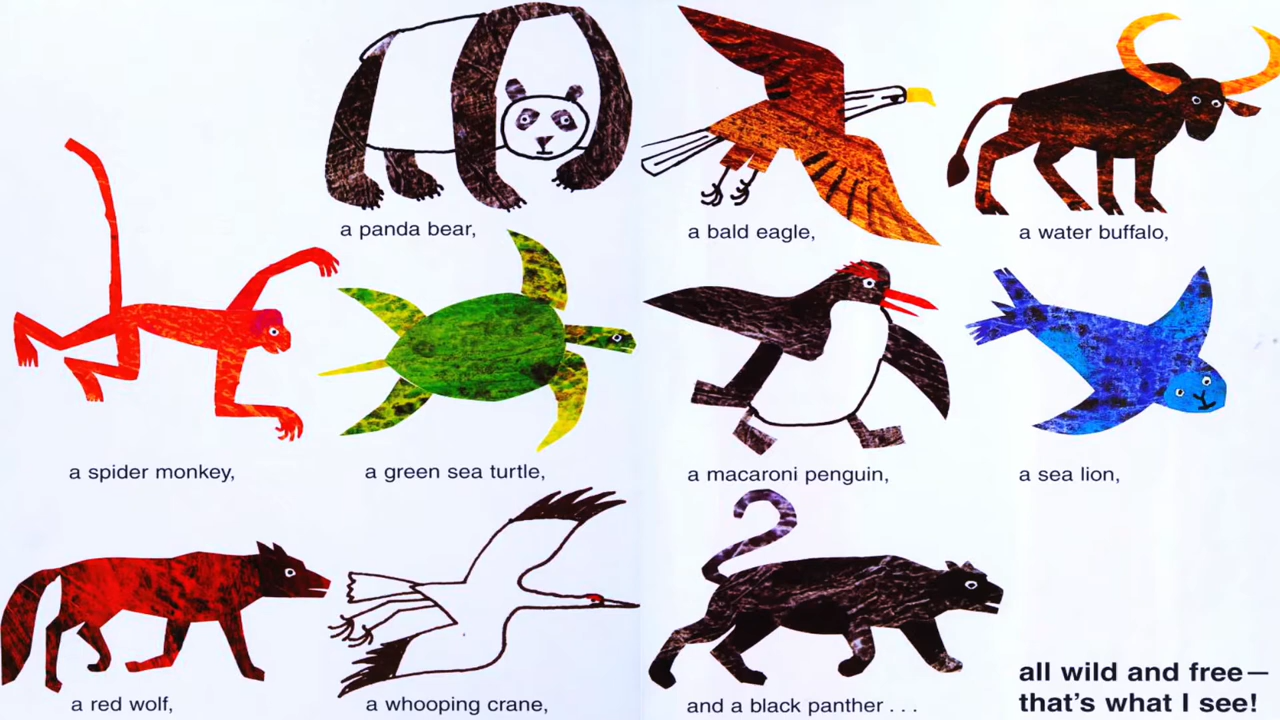 a panda bear,
a bald eagle,
a water buffalo,
a spider monkey,
a green sea turtle,
a macaroni penguin,
a sea lion,
a red wolf,
a whooping crane,
and a black panther . . .
all wild and free—
that's what I see!